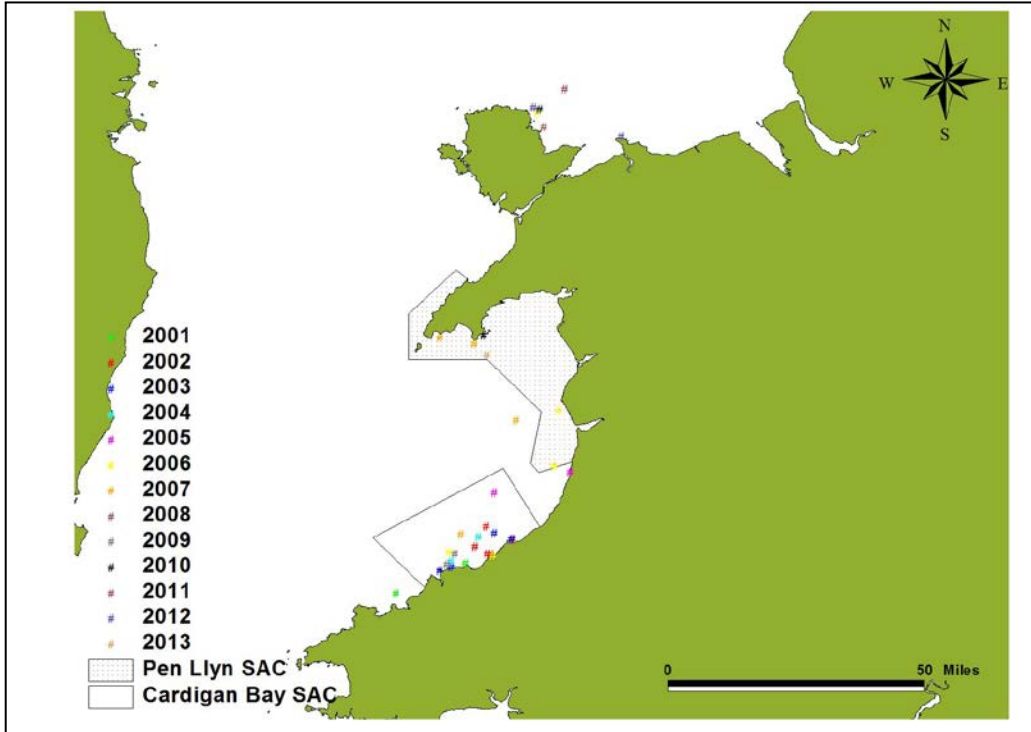 N
W E
S
# 2001
# 2002
# 2003
# 2004
# 2005
# 2006
# 2007
# 2008
# 2009
# 2010
# 2011
# 2012
# 2013
Pen Llyn SAC
Cardigan Bay SAC
0 50 Miles